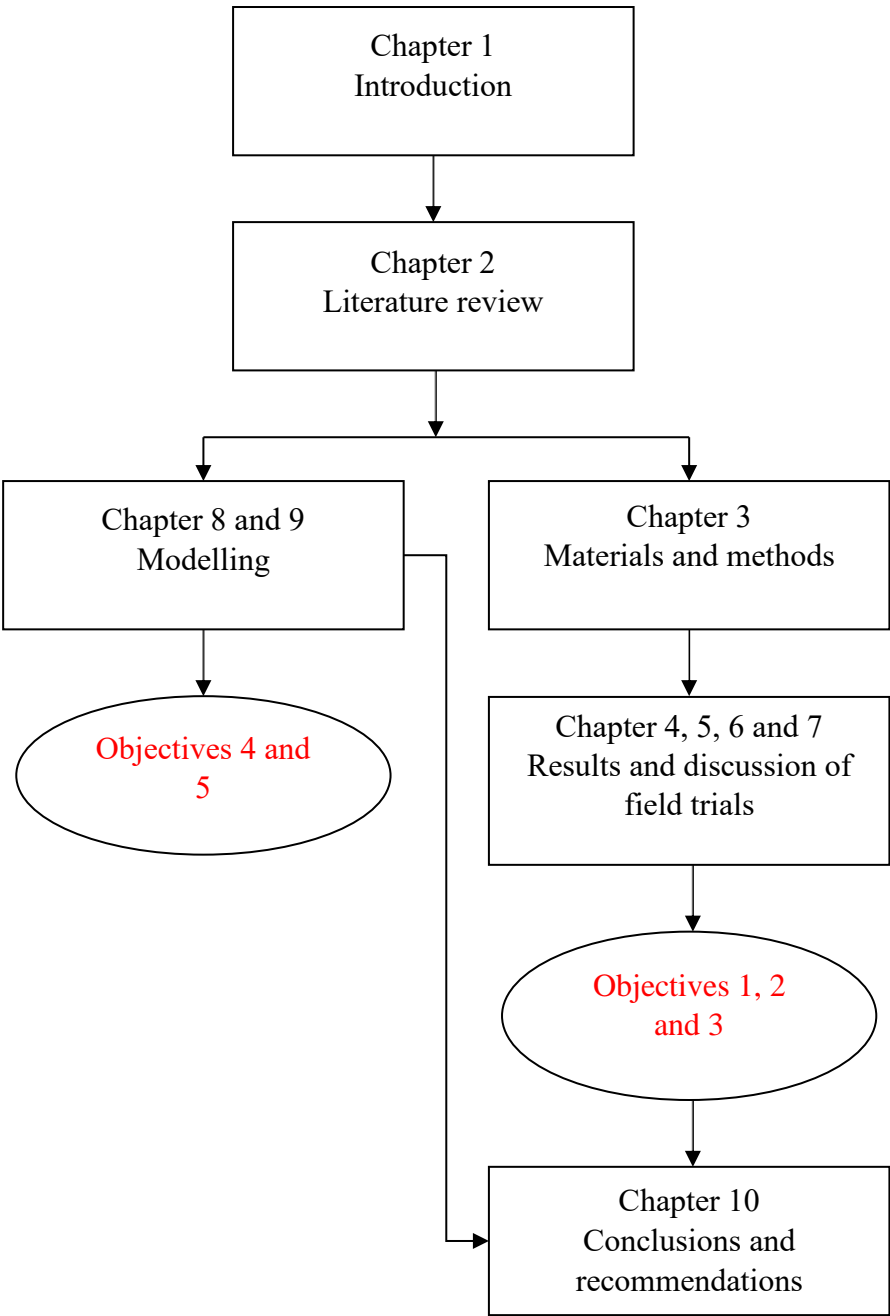 Chapter 1
Introduction
Chapter 2
Literature review
Chapter 8 and 9
Modelling
Objectives 4 and
5
Chapter 3
Materials and methods
Chapter 4, 5, 6 and 7
Results and discussion of
field trials
Objectives 1, 2
and 3
Chapter 10
Conclusions and
recommendations